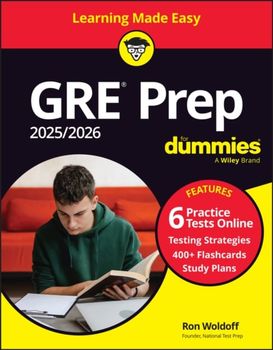 Learning Made Easy
GRE® Prep
2025/2026
for
dummies®
A Wiley Brand
FEATURES
6 Practice
Tests Online
Testing Strategies
400+ Flashcards
Study Plans
Ron Woldoff
Founder, National Test Prep